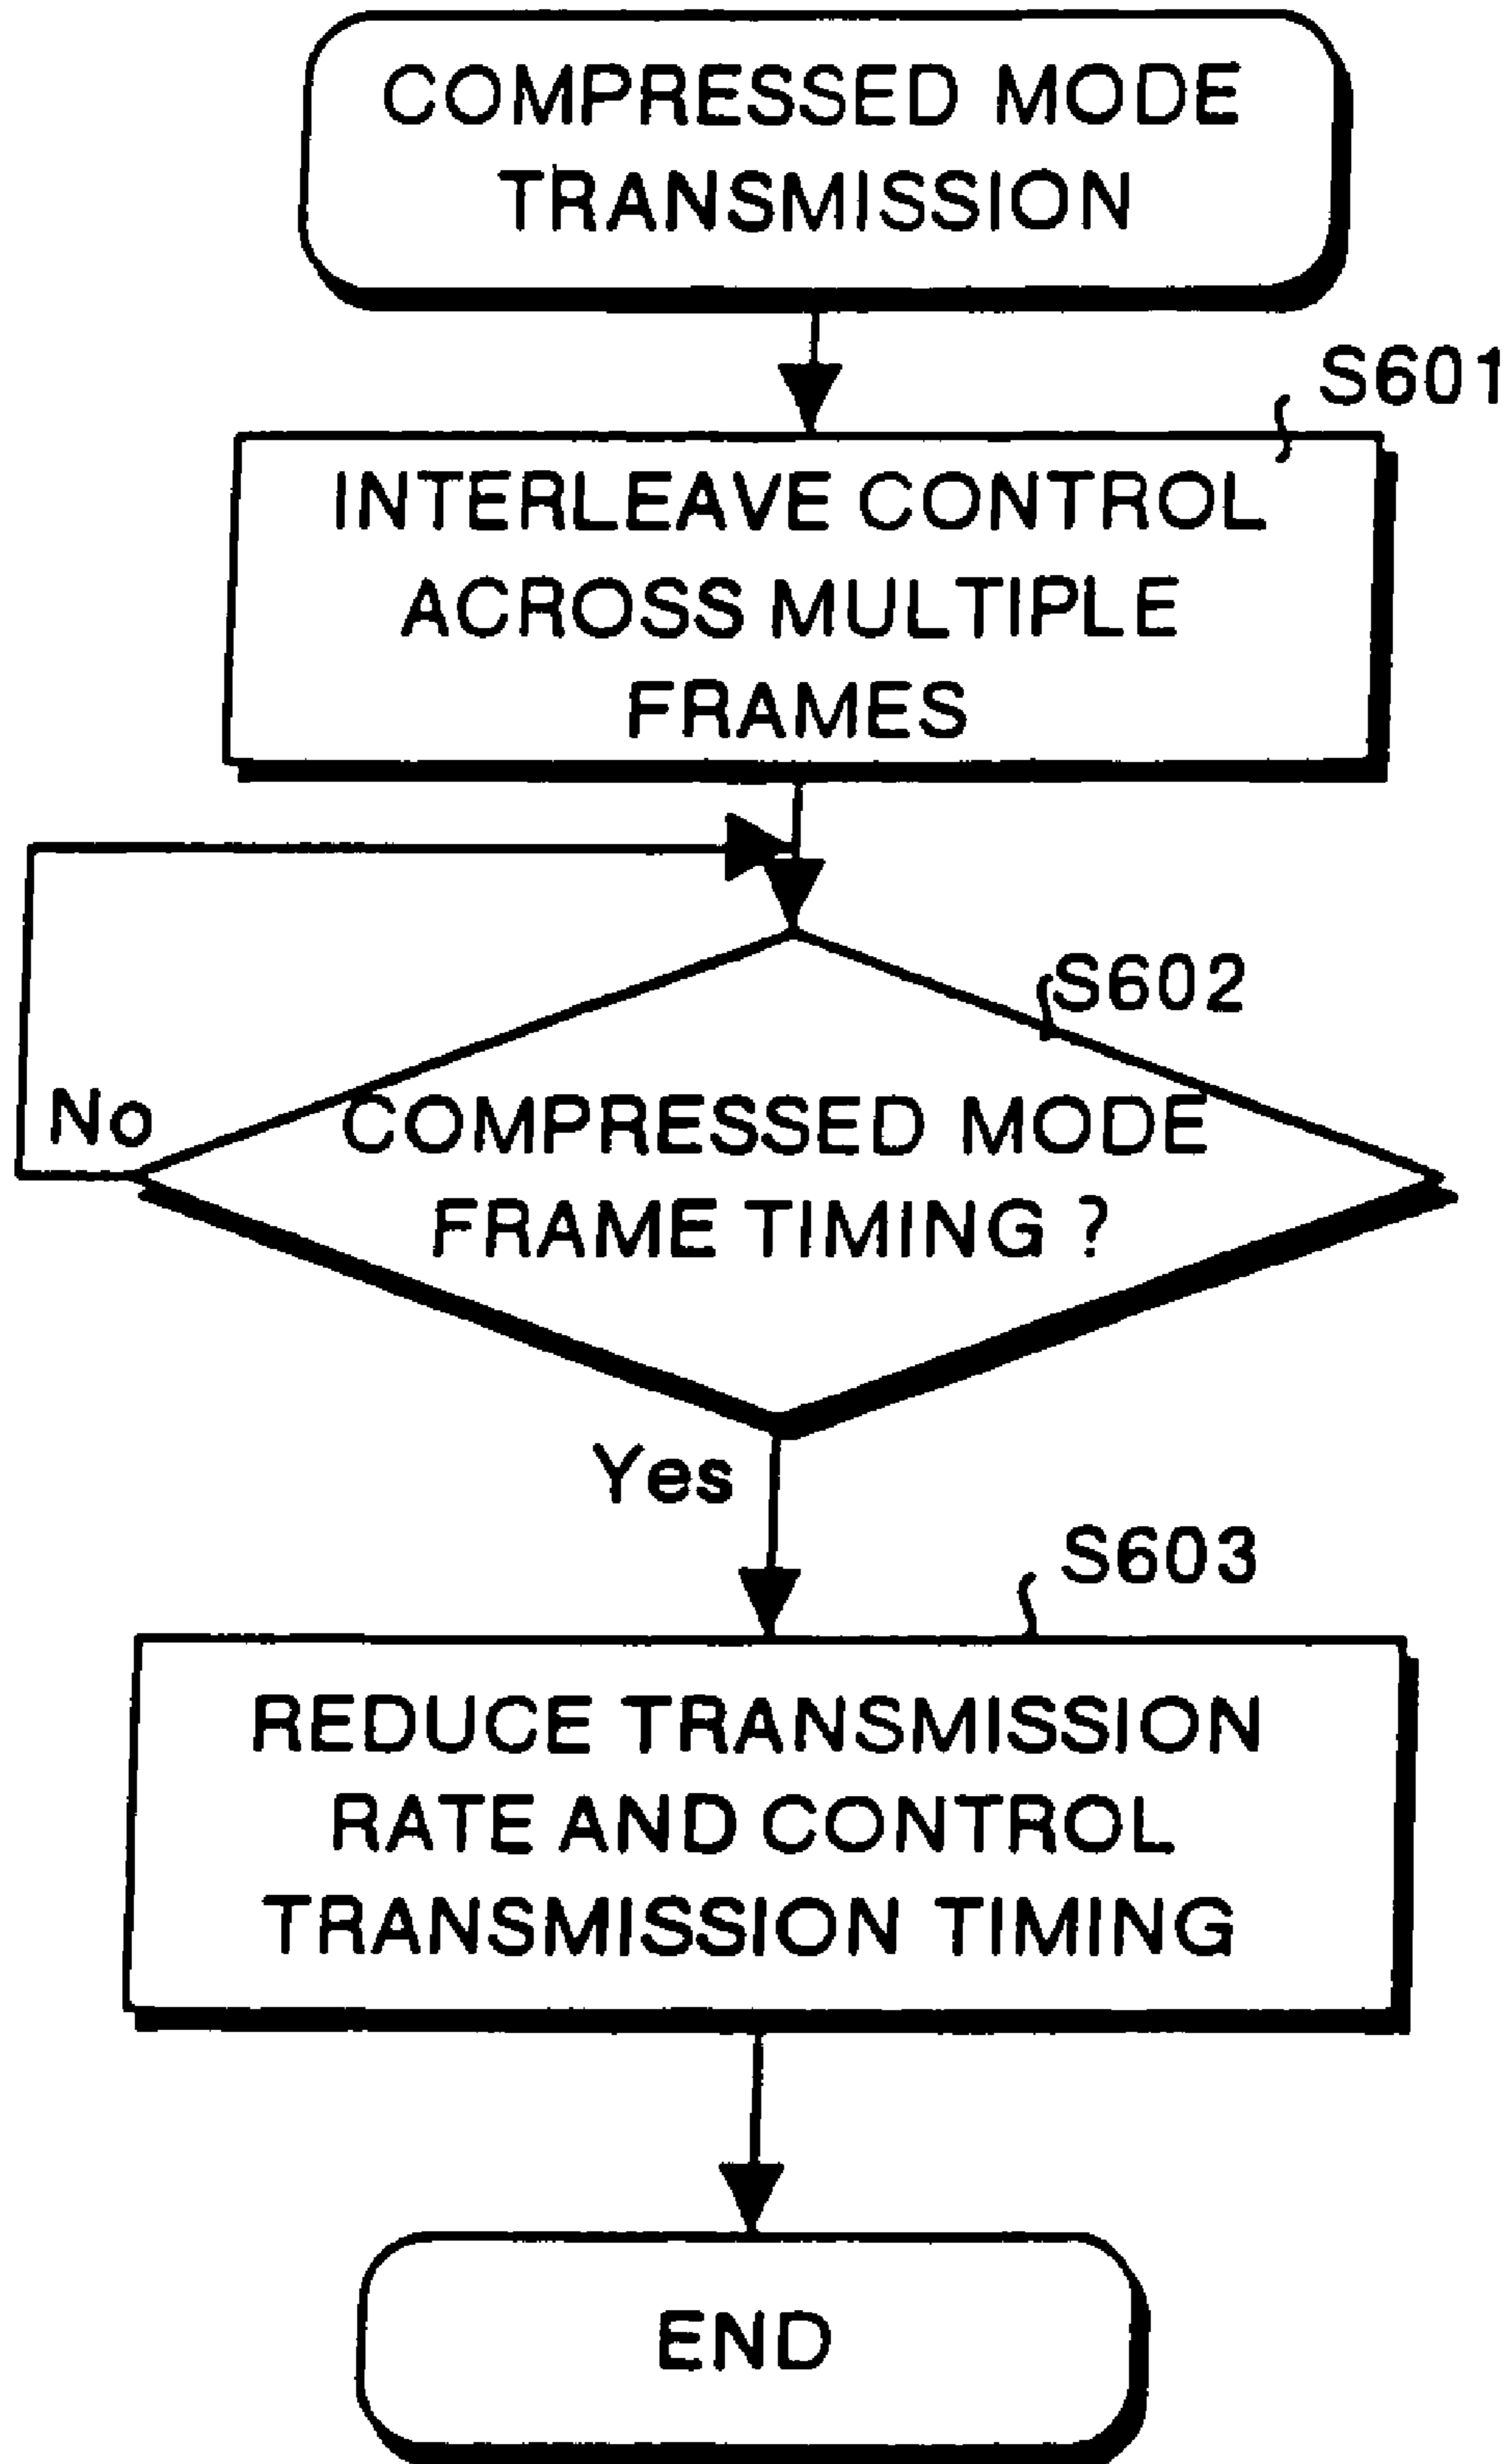 COMPRESSED MODE
TRANSMISSION
S601
INTERLEAVE CONTROL
ACROSS MULTIPLE
FRAMES
S602
No
COMPRESSED MODE
FRAME TIMING ?
Yes
S603
REDUCE TRANSMISSION
RATE AND CONTROL
TRANSMISSION TIMING
END